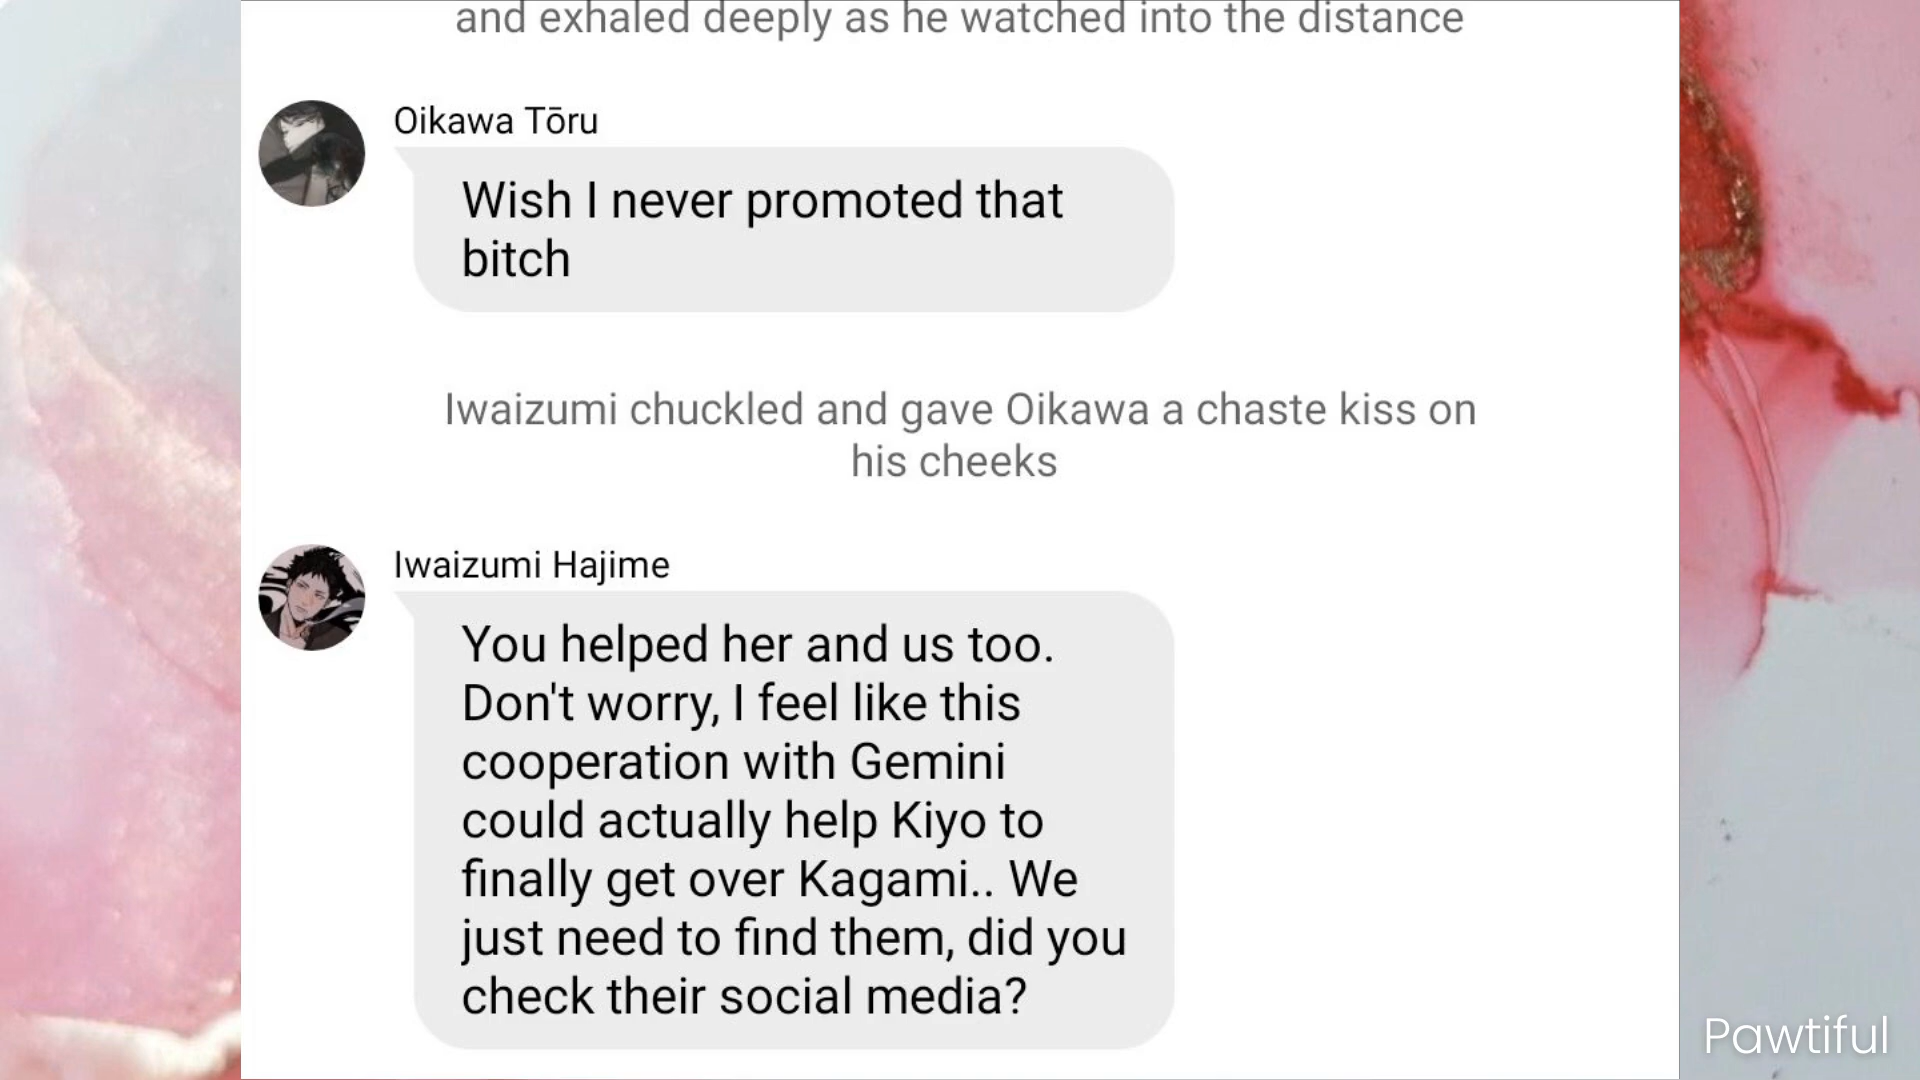 and exhaled deeply as he watched into the distance
Oikawa Tōru
Wish I never promoted that
bitch
Iwaizumi chuckled and gave Oikawa a chaste kiss on
his cheeks
Iwaizumi Hajime
You helped her and us too.
Don't worry, I feel like this
cooperation with Gemini
could actually help Kiyo to
finally get over Kagami.. We
just need to find them, did you
check their social media?
Pawtiful